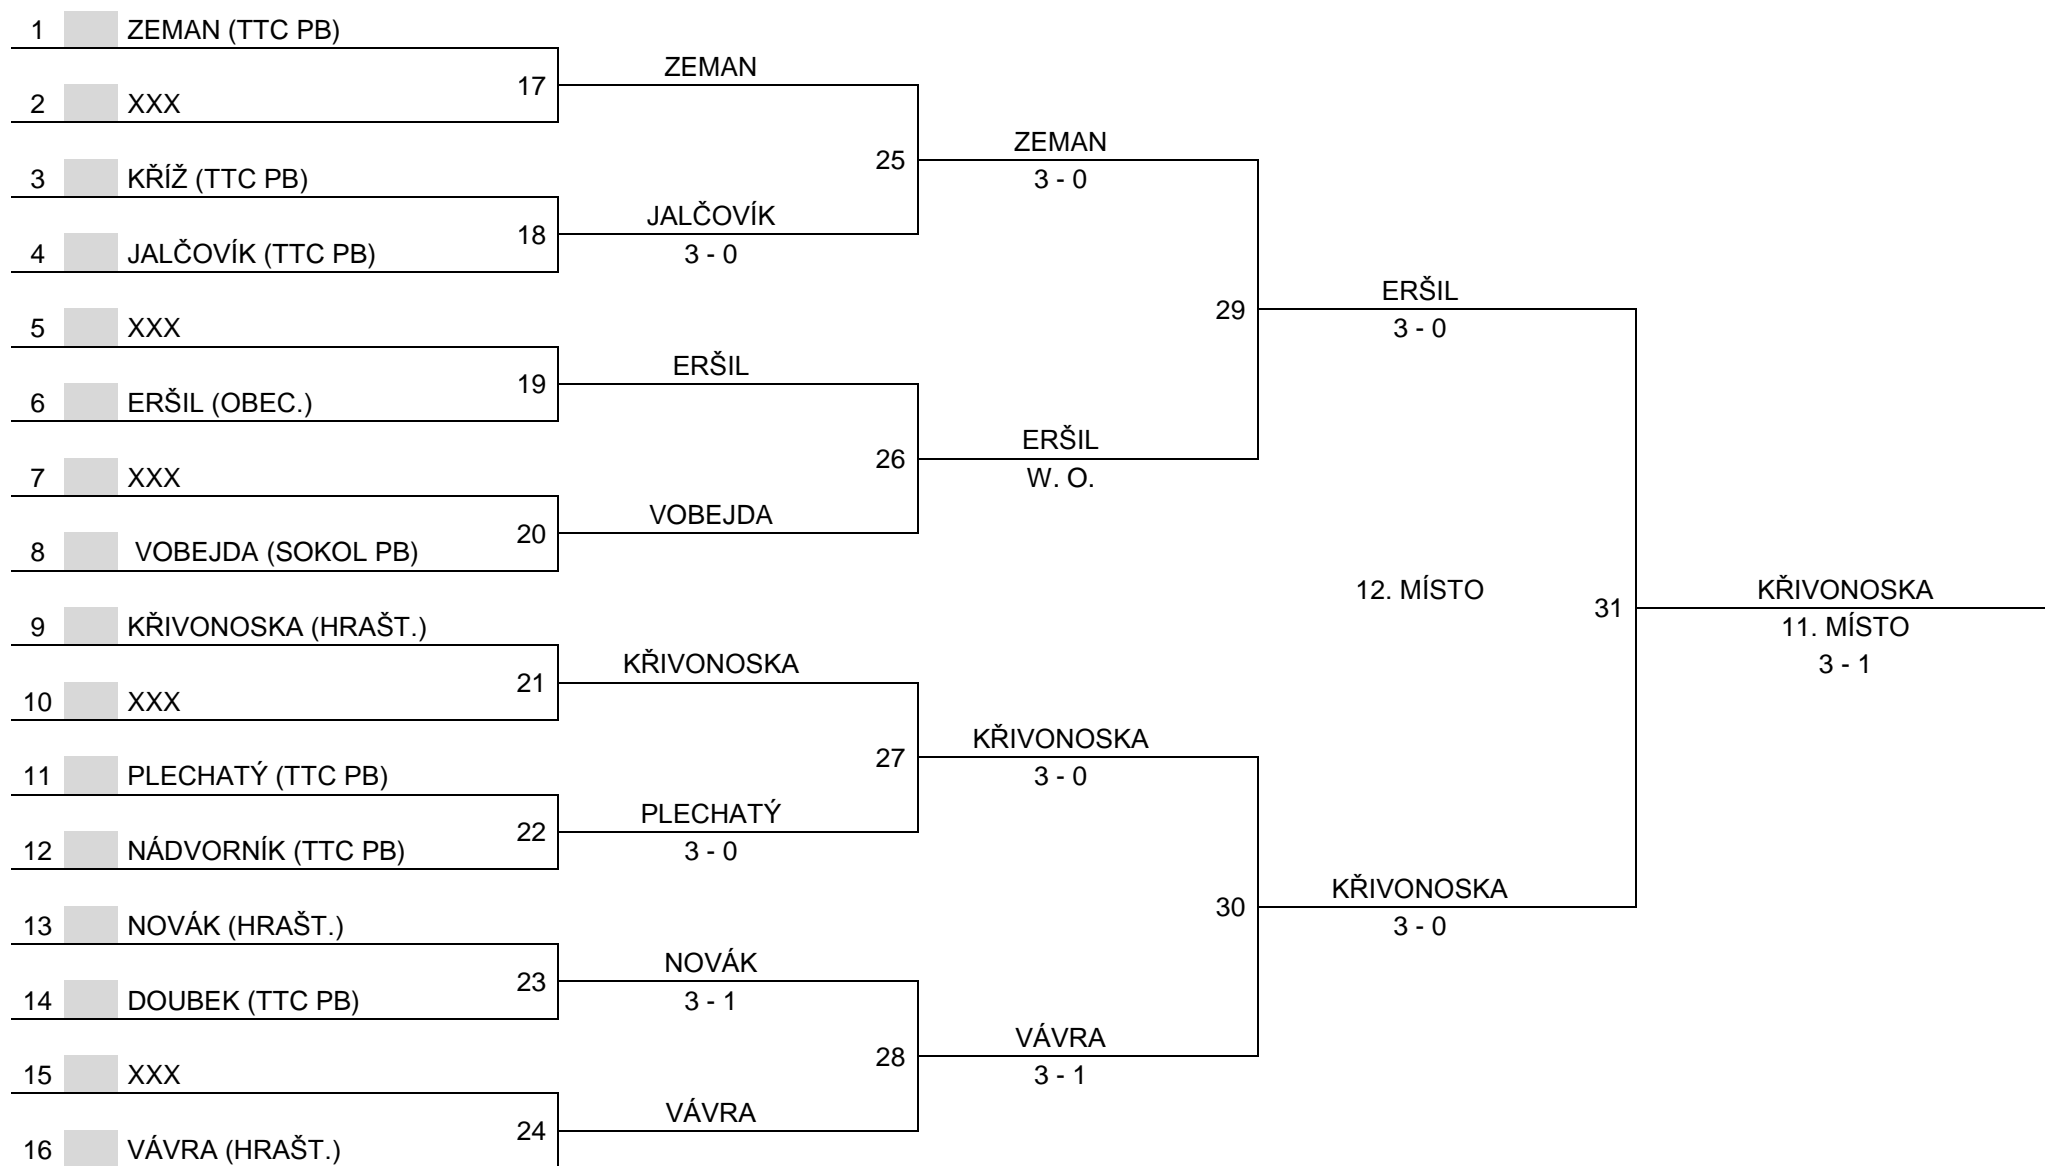 1 ZEMAN (TTC PB)
ZEMAN
17
2 XXX
ZEMAN
25
3 KŘÍŽ (TTC PB)
3 - 0
JALČOVÍK
18
4 JALČOVÍK (TTC PB)
3 - 0
ERŠIL
29
5 XXX
3 - 0
ERŠIL
19
6 ERŠIL (OBEC.)
ERŠIL
26
7 XXX
W. O.
VOBEJDA
20
8 VOBEJDA (SOKOL PB)
12. MÍSTO
KŘIVONOSKA
31
9 KŘIVONOSKA (HRAŠT.)
11. MÍSTO
KŘIVONOSKA
3 - 1
21
10 XXX
KŘIVONOSKA
27
11 PLECHATÝ (TTC PB)
3 - 0
PLECHATÝ
22
12 NÁDVORNÍK (TTC PB)
3 - 0
KŘIVONOSKA
30
13 NOVÁK (HRAŠT.)
3 - 0
NOVÁK
23
14 DOUBEK (TTC PB)
3 - 1
VÁVRA
28
15 XXX
3 - 1
VÁVRA
24
16 VÁVRA (HRAŠT.)